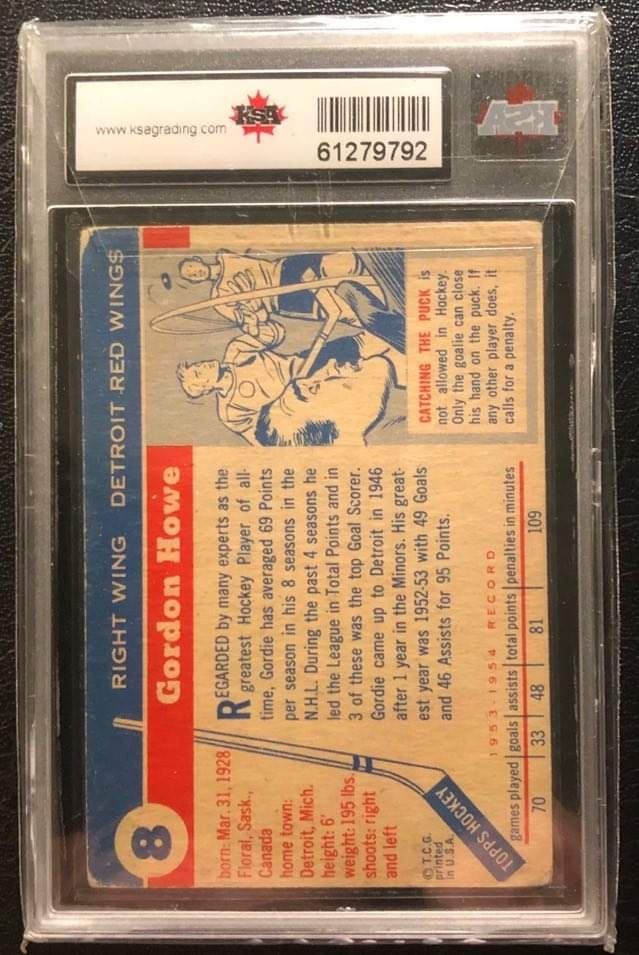 www.ksagrading.com
KSA
61279792
KSA
8
RIGHT WING DETROIT RED WINGS
Gordon Howe
born: Mar. 31, 1928
Floral, Sask.,
Canada
home town:
Detroit, Mich.
height: 6'
weight: 195 lbs.
shoots: right
and left
© T.C.G.
printed
in U.S.A.
TOPPS HOCKEY
REGARDED by many experts as the
greatest Hockey Player of all-
time, Gordie has averaged 69 Points
per season in his 8 seasons in the
N.H.L. During the past 4 seasons he
led the League in Total Points and in
3 of these was the top Goal Scorer.
Gordie came up to Detroit in 1946
after 1 year in the Minors. His great-
est year was 1952-53 with 49 Goals
and 46 Assists for 95 Points.
CATCHING THE PUCK is
not allowed in Hockey.
Only the goalie can close
his hand on the puck. If
any other player does, it
calls for a penalty.
1953-1954 RECORD
games played goals assists total points penalties in minutes
70 33 48 81 109